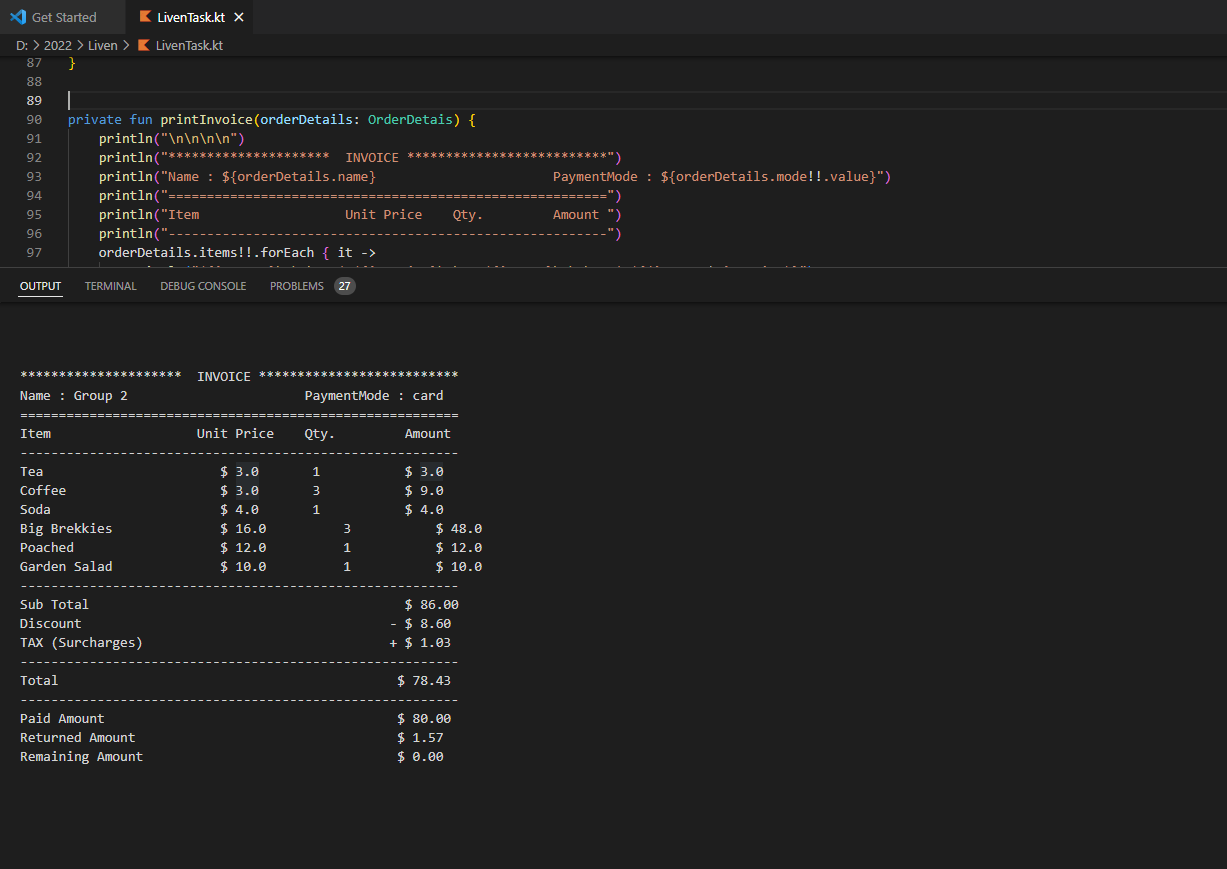 Get Started LivenTask.kt
D: > 2022 > Liven > LivenTask.kt
87 }
88
89
90 private fun printInvoice(orderDetails: OrderDetais) {
91 println("\n\n\n\n")
92 println("*********************  INVOICE **************************")
93 println("Name : ${orderDetails.name}                       PaymentMode : ${orderDetails.mode!!.value}")
94 println("=========================================================")
95 println("Item                   Unit Price    Qty.         Amount ")
96 println("---------------------------------------------------------")
97 orderDetails.items!!.forEach { it ->
OUTPUT TERMINAL DEBUG CONSOLE PROBLEMS 27
*********************  INVOICE **************************
Name : Group 2                       PaymentMode : card
=========================================================
Item                   Unit Price    Qty.         Amount
---------------------------------------------------------
Tea                       $ 3.0       1           $ 3.0
Coffee                    $ 3.0       3           $ 9.0
Soda                      $ 4.0       1           $ 4.0
Big Brekkies              $ 16.0          3           $ 48.0
Poached                   $ 12.0          1           $ 12.0
Garden Salad              $ 10.0          1           $ 10.0
---------------------------------------------------------
Sub Total                                         $ 86.00
Discount                                        - $ 8.60
TAX (Surcharges)                                + $ 1.03
---------------------------------------------------------
Total                                            $ 78.43
---------------------------------------------------------
Paid Amount                                      $ 80.00
Returned Amount                                  $ 1.57
Remaining Amount                                 $ 0.00